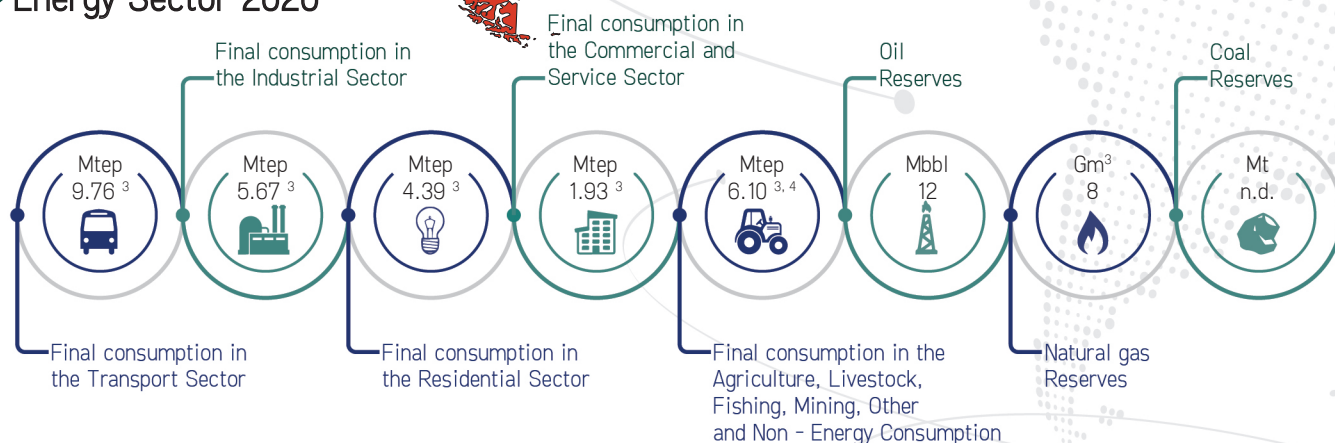 Energy Sector 2020
Final consumption in
the Industrial Sector
Final consumption in
the Commercial and
Service Sector
Oil
Reserves
Coal
Reserves
Mtep
9.76 3
Mtep
5.67 3
Mtep
4.39 3
Mtep
1.93 3
Mtep
6.10 3, 4
Mbbl
12
Gm³
8
Mt
n.d.
Final consumption in
the Transport Sector
Final consumption in
the Residential Sector
Final consumption in the
Agriculture, Livestock,
Fishing, Mining, Other
and Non - Energy Consumption
Natural gas
Reserves